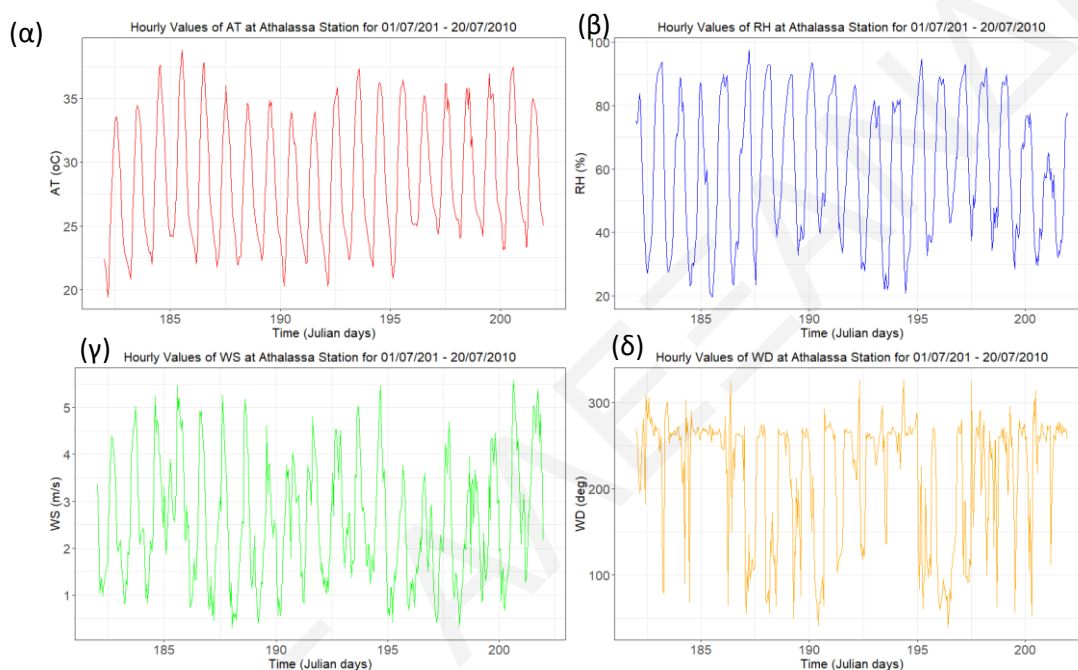 (α)
Hourly Values of AT at Athalassa Station for 01/07/201 - 20/07/2010
AT (oC)
35
30
25
20
185 190 195 200
Time (Julian days)
(β)
Hourly Values of RH at Athalassa Station for 01/07/201 - 20/07/2010
RH (%)
100
80
60
40
20
185 190 195 200
Time (Julian days)
(γ)
Hourly Values of WS at Athalassa Station for 01/07/201 - 20/07/2010
WS (m/s)
5
4
3
2
1
185 190 195 200
Time (Julian days)
(δ)
Hourly Values of WD at Athalassa Station for 01/07/201 - 20/07/2010
WD (deg)
300
200
100
185 190 195 200
Time (Julian days)